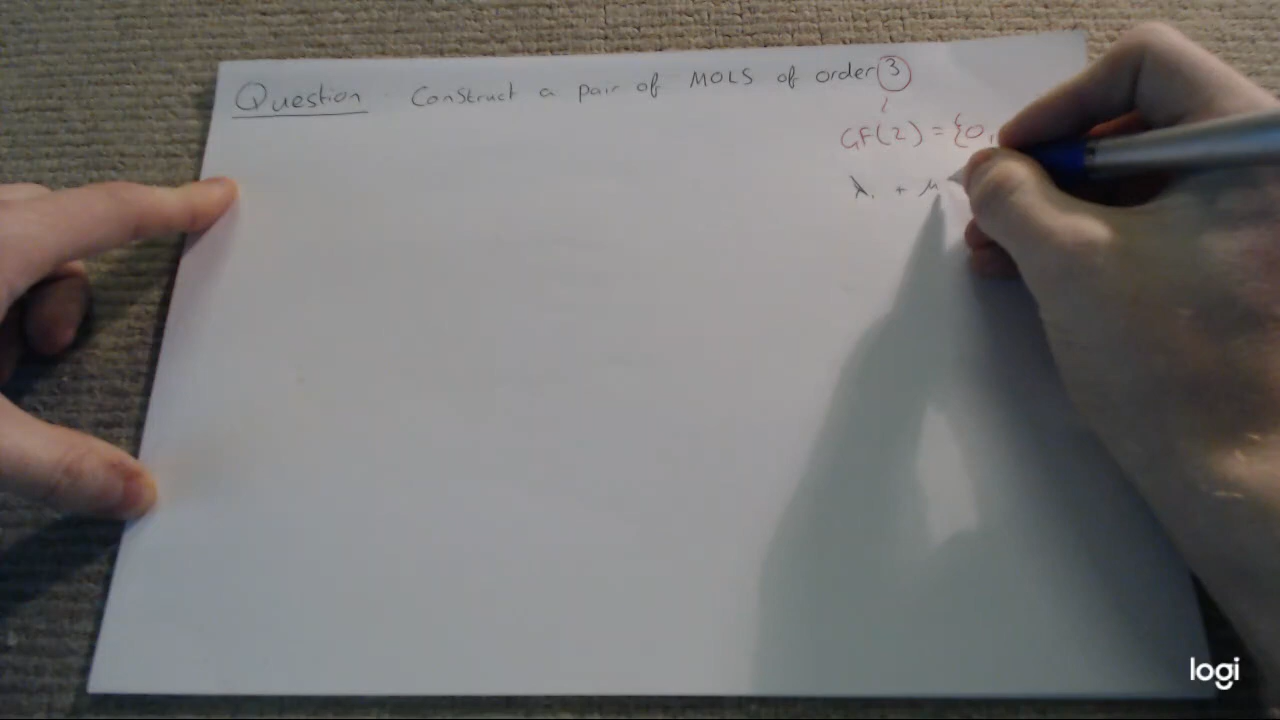 Question Construct a pair of MOLS of order 3
GF(2) = {0,
λ, + μ
logi